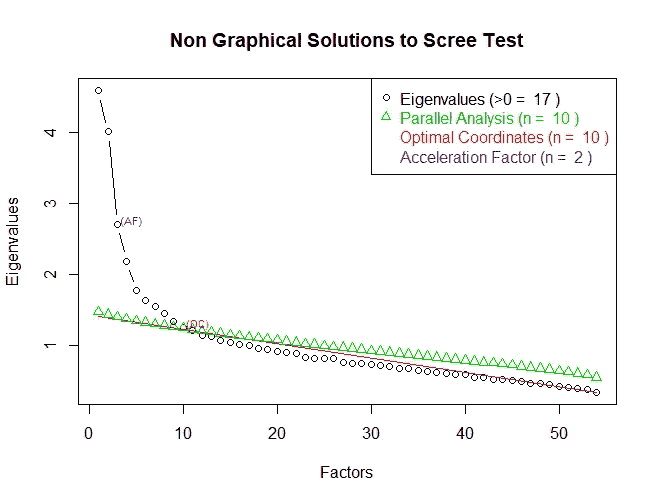 Non Graphical Solutions to Scree Test
Eigenvalues (>0 = 17 )
Parallel Analysis (n = 10 )
Optimal Coordinates (n = 10 )
Acceleration Factor (n = 2 )
Eigenvalues
4
3
2
1
(AF)
(OC)
0
10
20
30
40
50
Factors